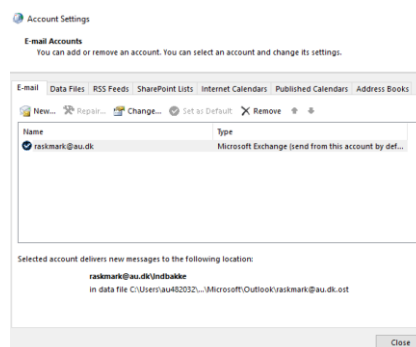 Account Settings
E-mail Accounts
You can add or remove an account. You can select an account and change its settings.
E-mail Data Files RSS Feeds SharePoint Lists Internet Calendars Published Calendars Address Books
New... Repair... Change... Set as Default Remove
Name Type
raskmark@au.dk Microsoft Exchange (send from this account by def...
Selected account delivers new messages to the following location:
raskmark@au.dk\Indbakke
in data file C:\Users\au482032\...\Microsoft\Outlook\raskmark@au.dk.ost
Close